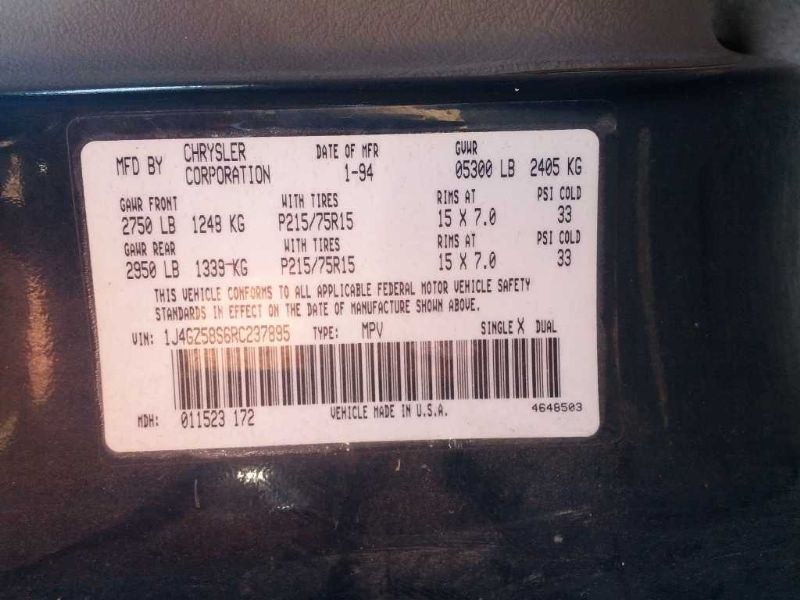 MFD BY CHRYSLER CORPORATION DATE OF MFR 1-94 GVWR 05300 LB 2405 KG
GAWR FRONT WITH TIRES RIMS AT PSI COLD
2750 LB 1248 KG P215/75R15 15 X 7.0 33
GAWR REAR WITH TIRES RIMS AT PSI COLD
2950 LB 1339 KG P215/75R15 15 X 7.0 33
THIS VEHICLE CONFORMS TO ALL APPLICABLE FEDERAL MOTOR VEHICLE SAFETY
STANDARDS IN EFFECT ON THE DATE OF MANUFACTURE SHOWN ABOVE.
VIN: 1J4GZ58S6RC237895 TYPE: MPV SINGLE X DUAL
MDH: 011523 172 VEHICLE MADE IN U.S.A. 4648503